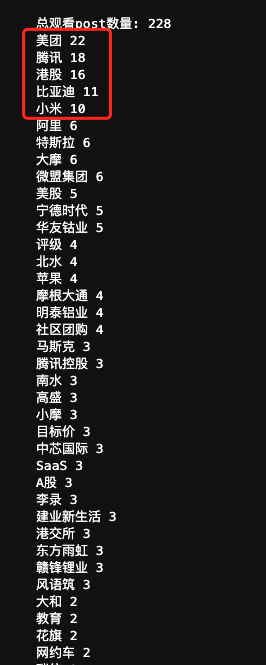 总观看post数量: 228
美团 22
腾讯 18
港股 16
比亚迪 11
小米 10
阿里 6
特斯拉 6
大摩 6
微盟集团 6
美股 5
宁德时代 5
华友钴业 5
评级 4
北水 4
苹果 4
摩根大通 4
明泰铝业 4
社区团购 4
马斯克 3
腾讯控股 3
南水 3
高盛 3
小摩 3
目标价 3
中芯国际 3
SaaS 3
A股 3
李录 3
建业新生活 3
港交所 3
东方雨虹 3
赣锋锂业 3
风语筑 3
大和 2
教育 2
花旗 2
网约车 2